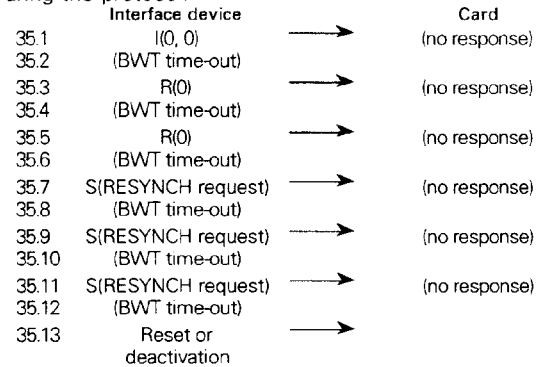 uring the protocol.
Interface device Card
35.1 I(0, 0) (no response)
35.2 (BWT time-out)
35.3 R(0) (no response)
35.4 (BWT time-out)
35.5 R(0) (no response)
35.6 (BWT time-out)
35.7 S(RESYNCH request) (no response)
35.8 (BWT time-out)
35.9 S(RESYNCH request) (no response)
35.10 (BWT time-out)
35.11 S(RESYNCH request) (no response)
35.12 (BWT time-out)
35.13 Reset or
deactivation